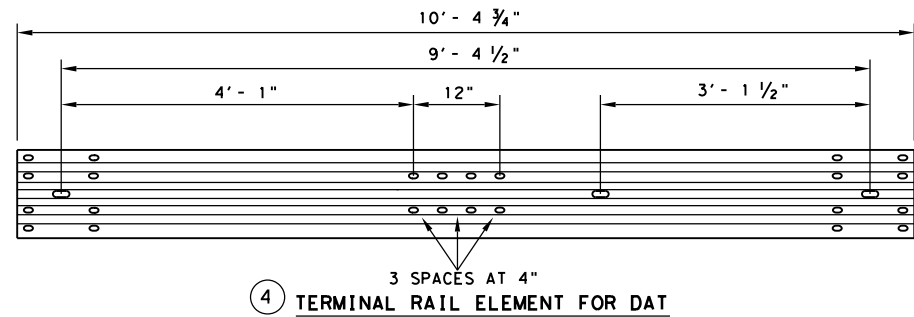 10'- 4 ¾"
9'- 4 ½"
4'- 1"
12"
3'- 1 ½"
3 SPACES AT 4"
4 TERMINAL RAIL ELEMENT FOR DAT